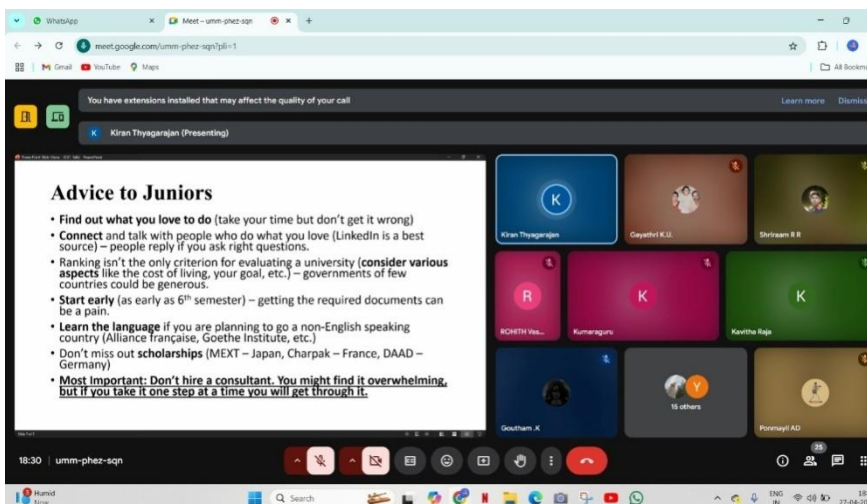 WhatsApp
Meet – umm-phez-sqn
meet.google.com/umm-phez-sqn?pli=1
Gmail
YouTube
Maps
All Bookm
You have extensions installed that may affect the quality of your call
Learn more
Dismiss
K
Kiran Thyagarajan (Presenting)
Advice to Juniors
• Find out what you love to do (take your time but don't get it wrong)
• Connect and talk with people who do what you love (LinkedIn is a best
source) – people reply if you ask right questions.
• Ranking isn't the only criterion for evaluating a university (consider various
aspects like the cost of living, your goal, etc.) – governments of few
countries could be generous.
• Start early (as early as 6th semester) – getting the required documents can
be a pain.
• Learn the language if you are planning to go a non-English speaking
country (Alliance française, Goethe Institute, etc.)
• Don't miss out scholarships (MEXT – Japan, Charpak – France, DAAD –
Germany)
• Most Important: Don't hire a consultant. You might find it overwhelming,
but if you take it one step at a time you will get through it.
K
Kiran Thyagarajan
Gayathri K.U.
Shriraam R R
R
ROHITH Vas...
K
Kumaraguru
K
Kavitha Raja
Goutham .K
Y
15 others
Ponmayil AD
18:30 | umm-phez-sqn
25
Humid
Now
Search
ENG
IN